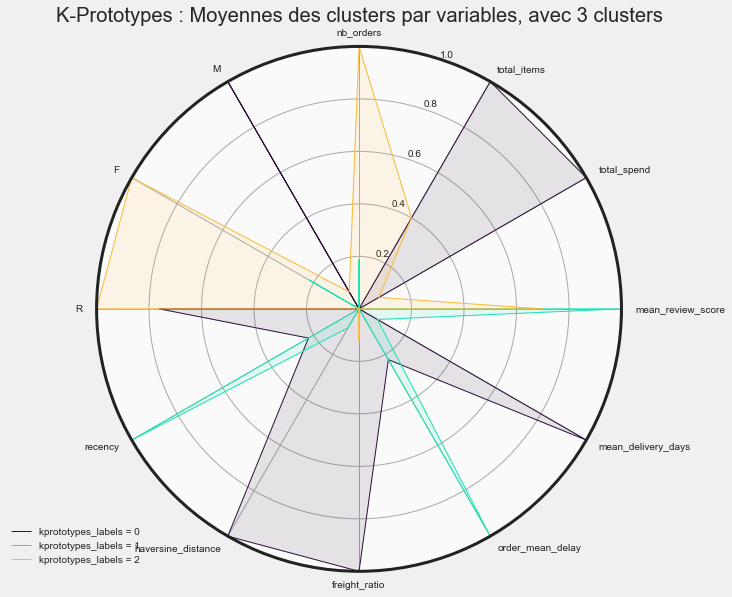 K-Prototypes : Moyennes des clusters par variables, avec 3 clusters
nb_orders
1.0
M
total_items
0.8
0.6
F
total_spend
0.4
0.2
R
mean_review_score
recency
mean_delivery_days
kprototypes_labels = 0
kprototypes_labels = 1
haversine_distance
order_mean_delay
kprototypes_labels = 2
freight_ratio